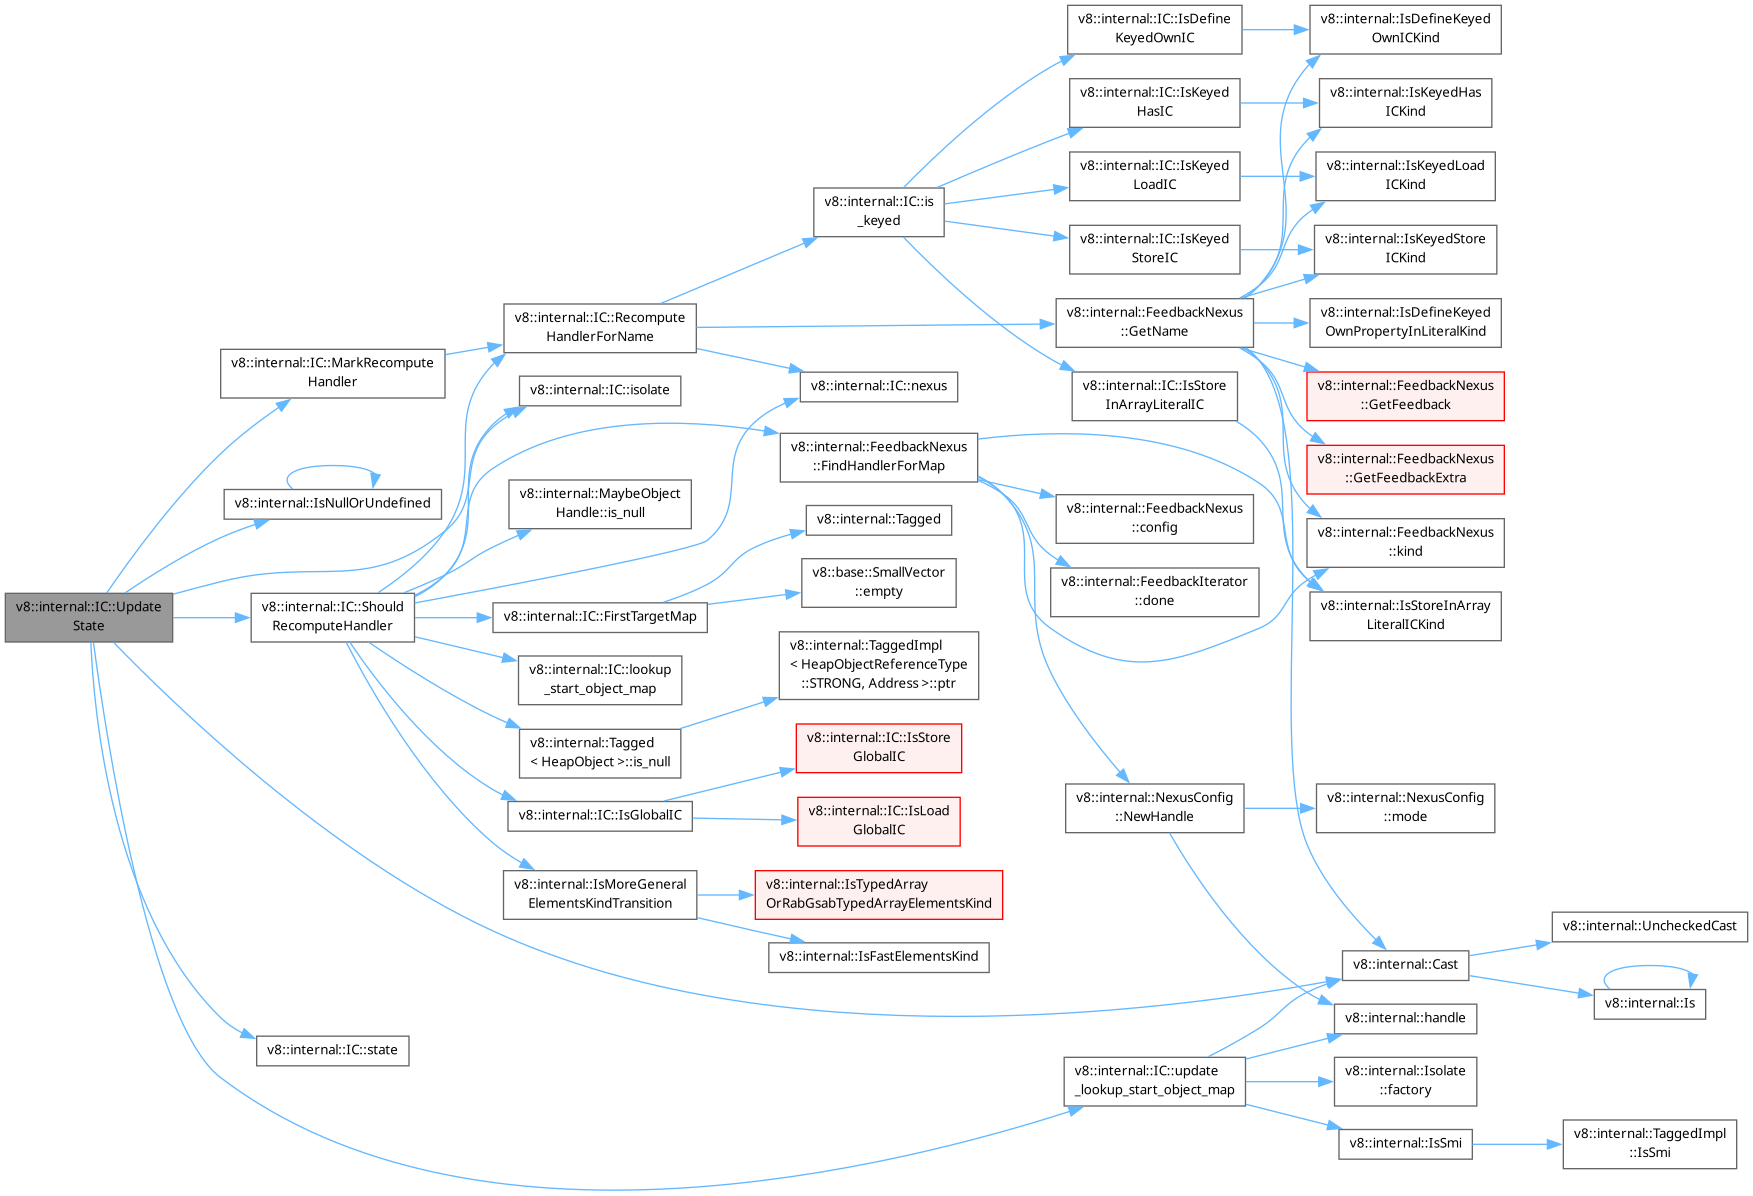 v8::internal::IC::Update
State
v8::internal::IC::MarkRecompute
Handler
v8::internal::IsNullOrUndefined
v8::internal::IC::Should
RecomputeHandler
v8::internal::IC::state
v8::internal::IC::Recompute
HandlerForName
v8::internal::IC::isolate
v8::internal::MaybeObject
Handle::is_null
v8::internal::IC::FirstTargetMap
v8::internal::IC::lookup
_start_object_map
v8::internal::Tagged
< HeapObject >::is_null
v8::internal::IC::IsGlobalIC
v8::internal::IsMoreGeneral
ElementsKindTransition
v8::internal::IC::is
_keyed
v8::internal::IC::nexus
v8::internal::FeedbackNexus
::FindHandlerForMap
v8::internal::Tagged
v8::base::SmallVector
::empty
v8::internal::TaggedImpl
< HeapObjectReferenceType
::STRONG, Address >::ptr
v8::internal::IC::IsStore
GlobalIC
v8::internal::IC::IsLoad
GlobalIC
v8::internal::IsTypedArray
OrRabGsabTypedArrayElementsKind
v8::internal::IsFastElementsKind
v8::internal::IC::IsDefine
KeyedOwnIC
v8::internal::IC::IsKeyed
HasIC
v8::internal::IC::IsKeyed
LoadIC
v8::internal::IC::IsKeyed
StoreIC
v8::internal::FeedbackNexus
::GetName
v8::internal::IC::IsStore
InArrayLiteralIC
v8::internal::FeedbackNexus
::config
v8::internal::FeedbackIterator
::done
v8::internal::NexusConfig
::NewHandle
v8::internal::IC::update
_lookup_start_object_map
v8::internal::IsDefineKeyed
OwnICKind
v8::internal::IsKeyedHas
ICKind
v8::internal::IsKeyedLoad
ICKind
v8::internal::IsKeyedStore
ICKind
v8::internal::IsDefineKeyed
OwnPropertyInLiteralKind
v8::internal::FeedbackNexus
::GetFeedback
v8::internal::FeedbackNexus
::GetFeedbackExtra
v8::internal::FeedbackNexus
::kind
v8::internal::IsStoreInArray
LiteralICKind
v8::internal::NexusConfig
::mode
v8::internal::Cast
v8::internal::handle
v8::internal::Isolate
::factory
v8::internal::IsSmi
v8::internal::UncheckedCast
v8::internal::Is
v8::internal::TaggedImpl
::IsSmi